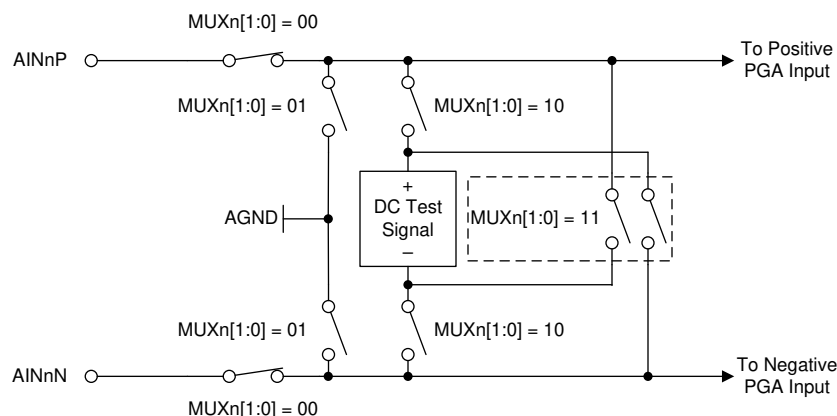 MUXn[1:0] = 00
AINnP
To Positive
PGA Input
MUXn[1:0] = 01
MUXn[1:0] = 10
AGND
+
DC Test
Signal
–
MUXn[1:0] = 11
MUXn[1:0] = 01
MUXn[1:0] = 10
AINnN
To Negative
PGA Input
MUXn[1:0] = 00